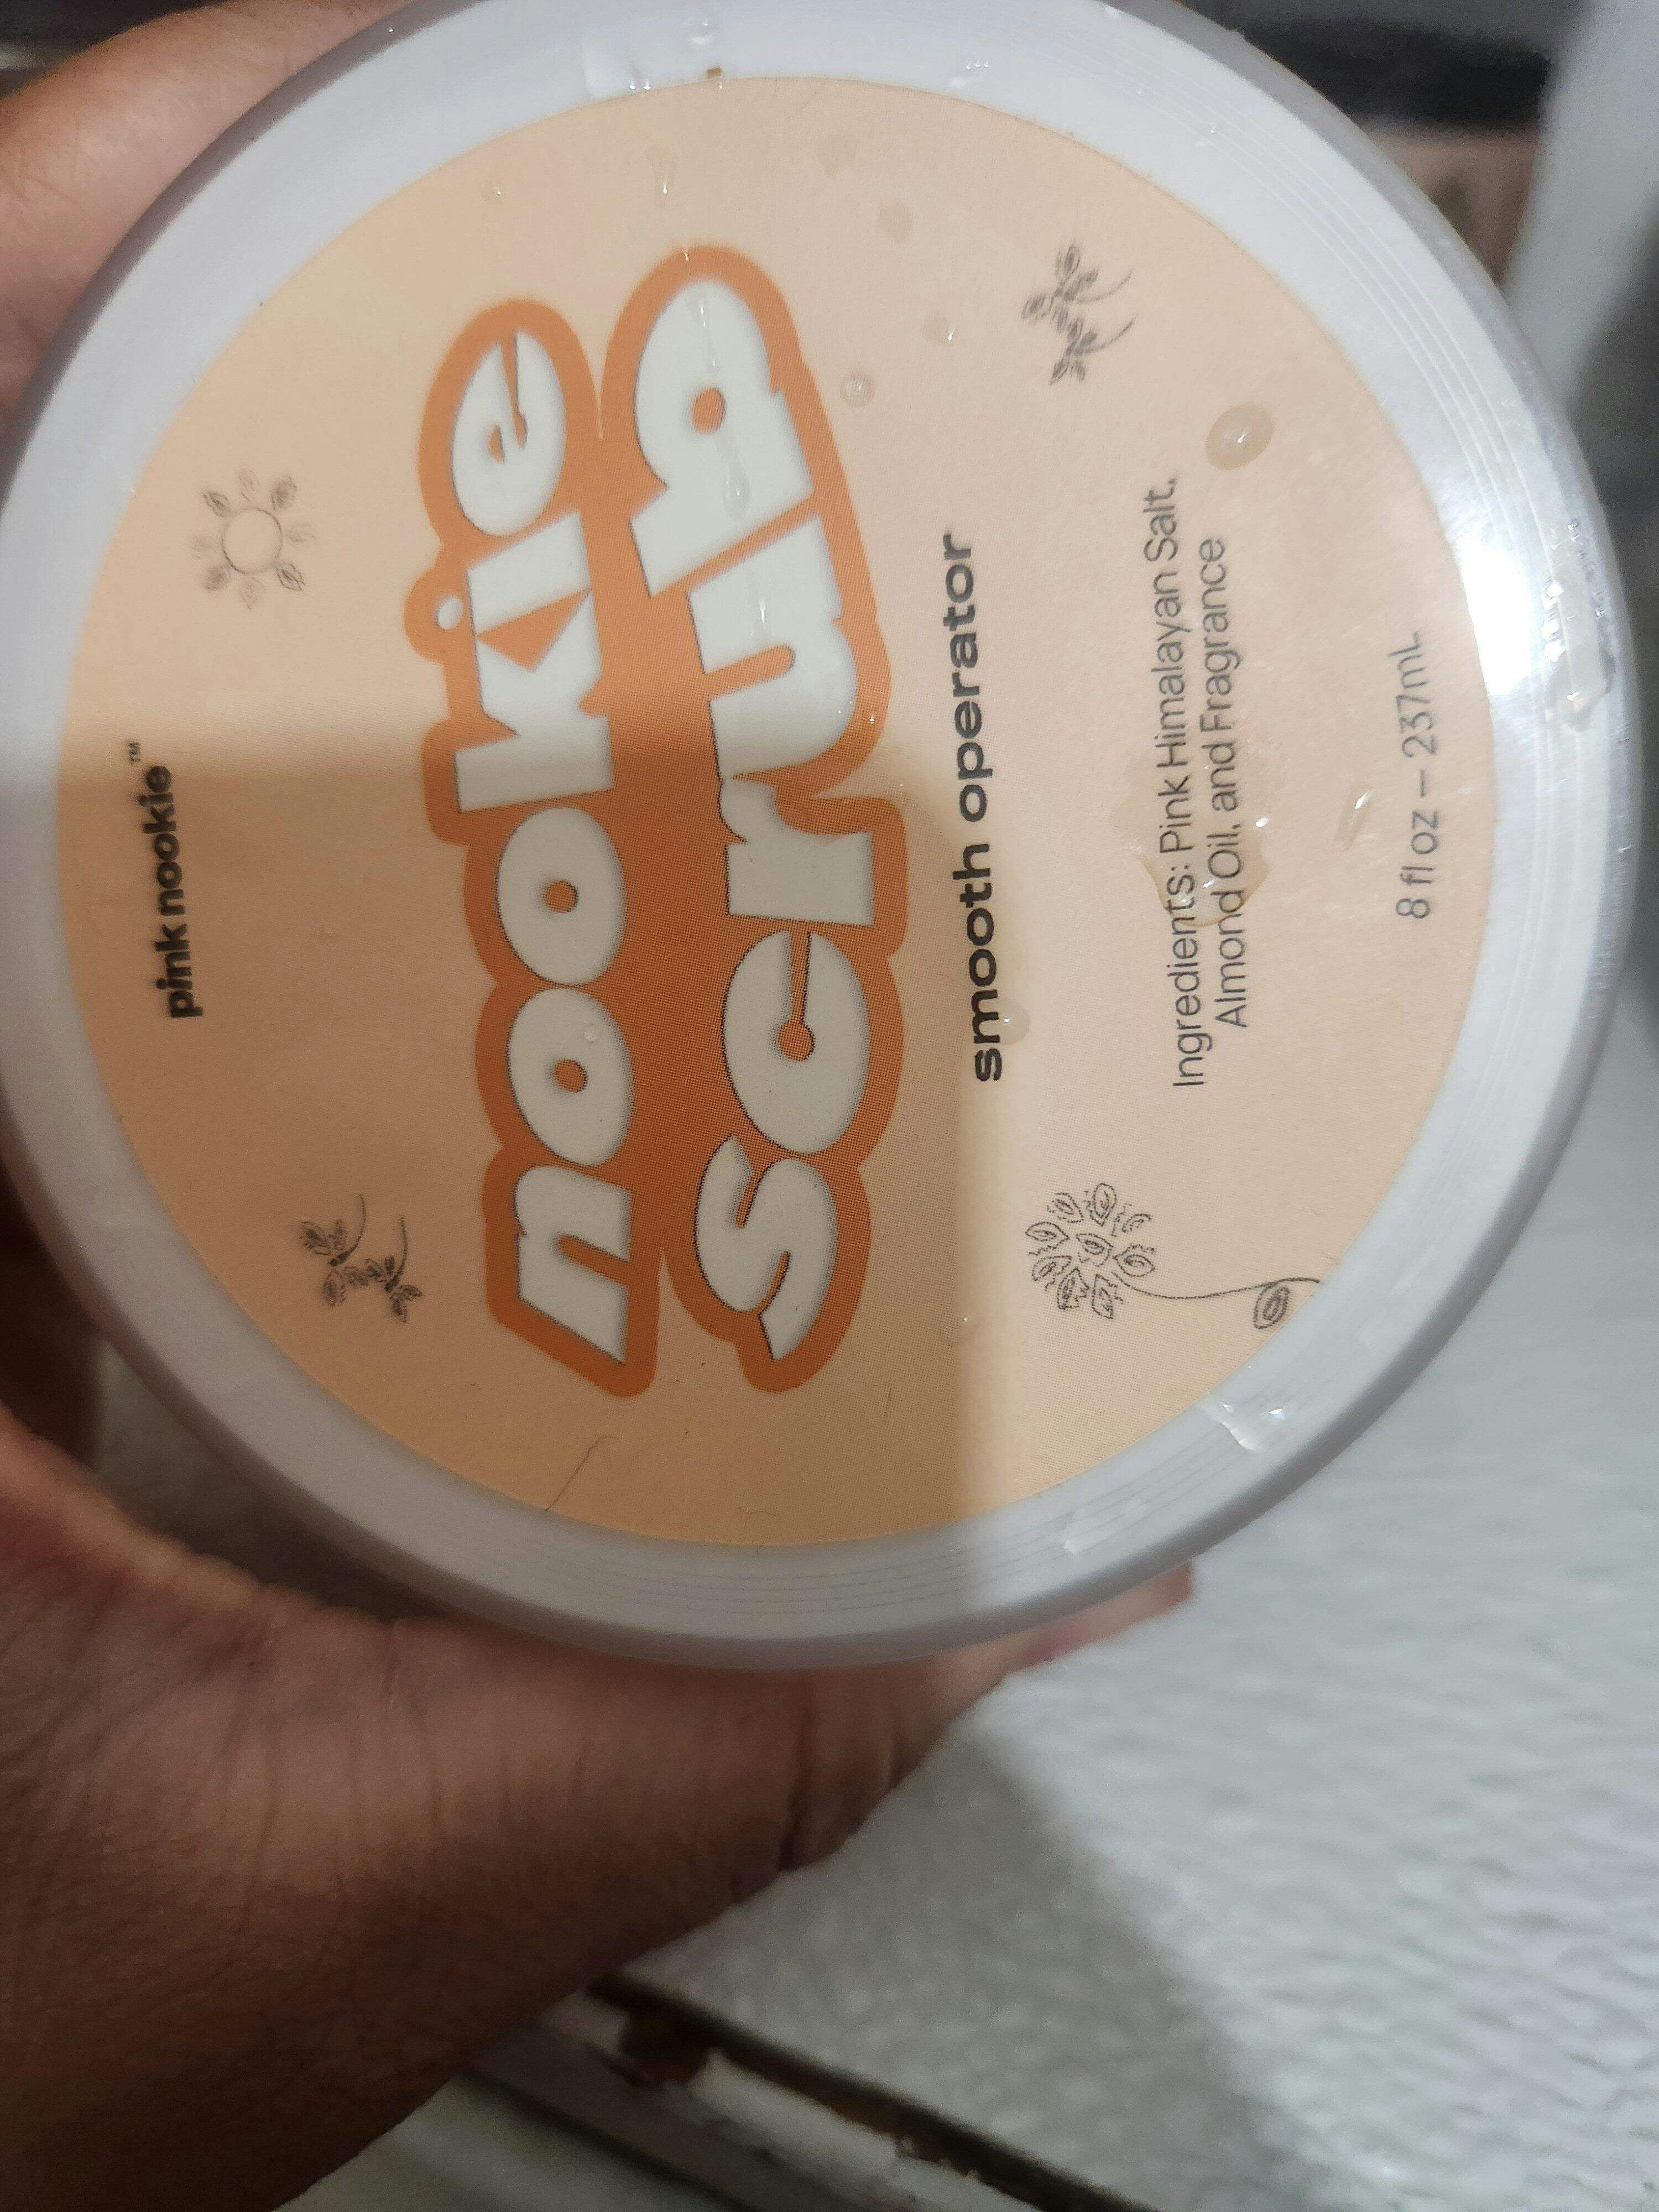 pink nookie™
nookie
scrub
smooth operator
Ingredients: Pink Himalayan Salt,
Almond Oil, and Fragrance
8 fl oz – 237mL